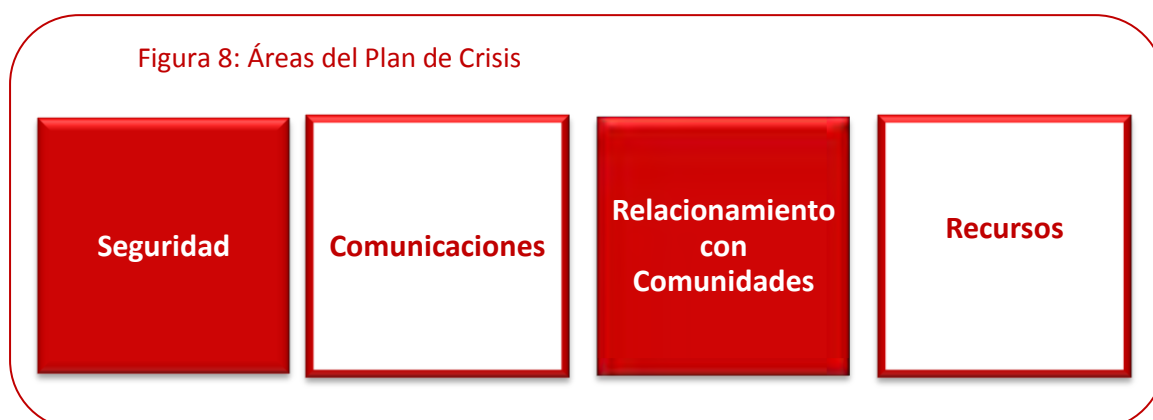 Figura 8: Áreas del Plan de Crisis
Seguridad
Comunicaciones
Relacionamiento
con
Comunidades
Recursos